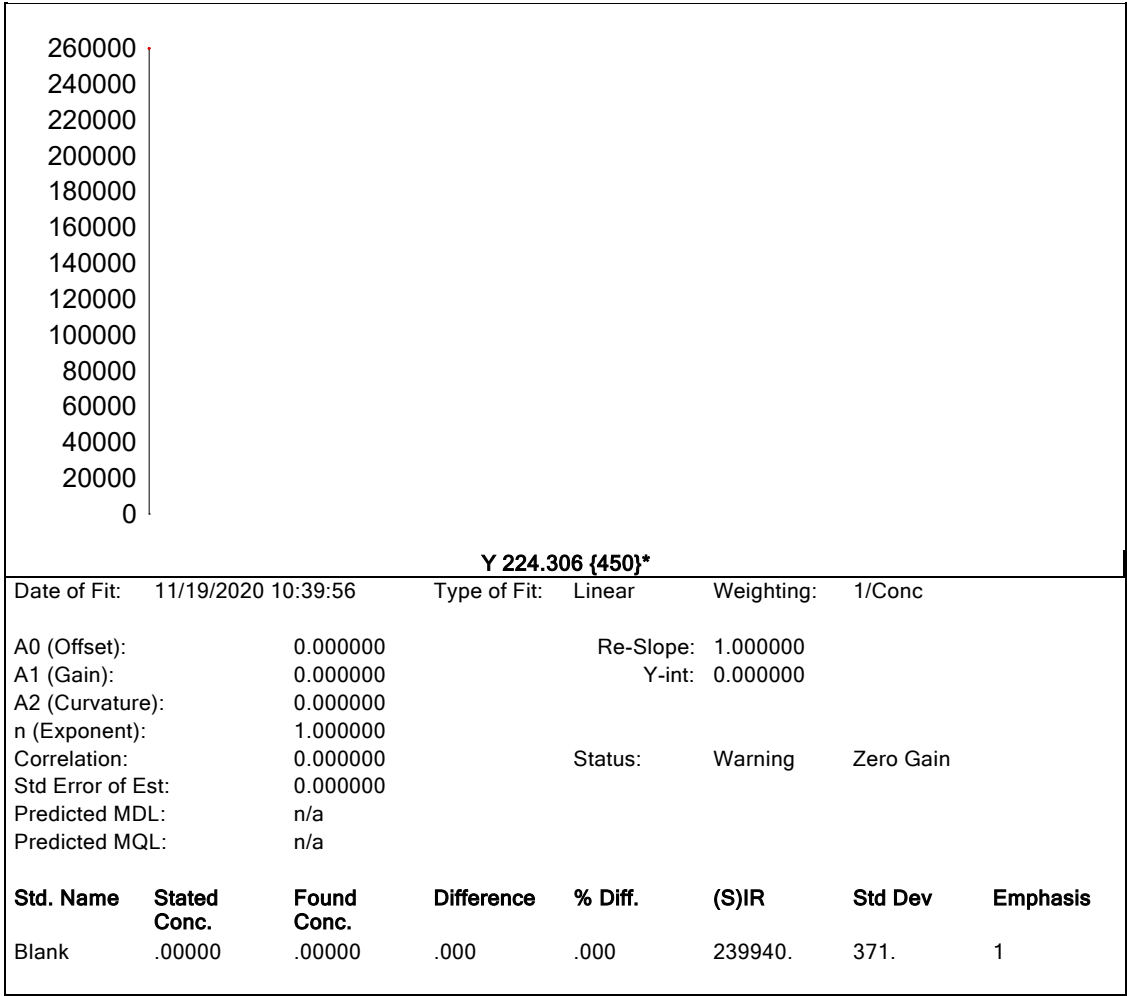 260000
240000
220000
200000
180000
160000
140000
120000
100000
80000
60000
40000
20000
0
Y 224.306 {450}*
Date of Fit: 11/19/2020 10:39:56 Type of Fit: Linear Weighting: 1/Conc
A0 (Offset): 0.000000 Re-Slope: 1.000000
A1 (Gain): 0.000000 Y-int: 0.000000
A2 (Curvature): 0.000000
n (Exponent): 1.000000
Correlation: 0.000000 Status: Warning Zero Gain
Std Error of Est: 0.000000
Predicted MDL: n/a
Predicted MQL: n/a
Std. Name Stated Found Difference % Diff. (S)IR Std Dev Emphasis
Conc. Conc.
Blank .00000 .00000 .000 .000 239940. 371. 1